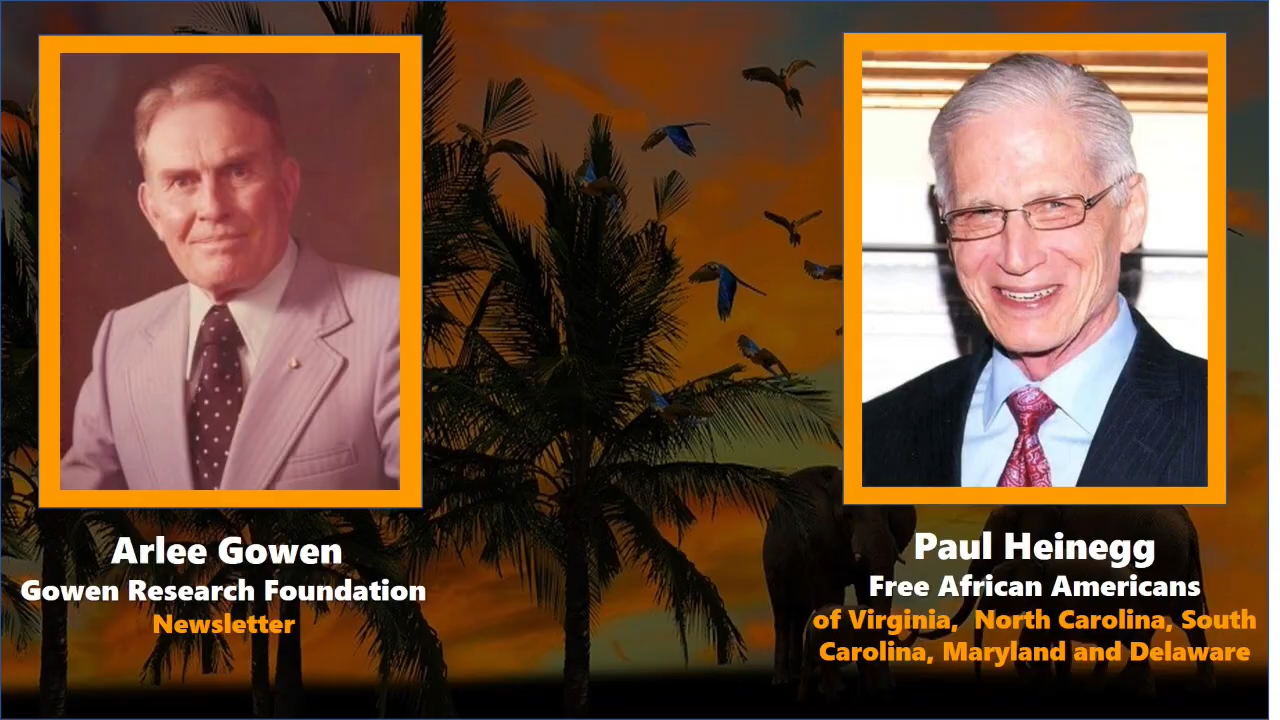 Arlee Gowen
Gowen Research Foundation
Newsletter
Paul Heinegg
Free African Americans
of Virginia, North Carolina, South
Carolina, Maryland and Delaware